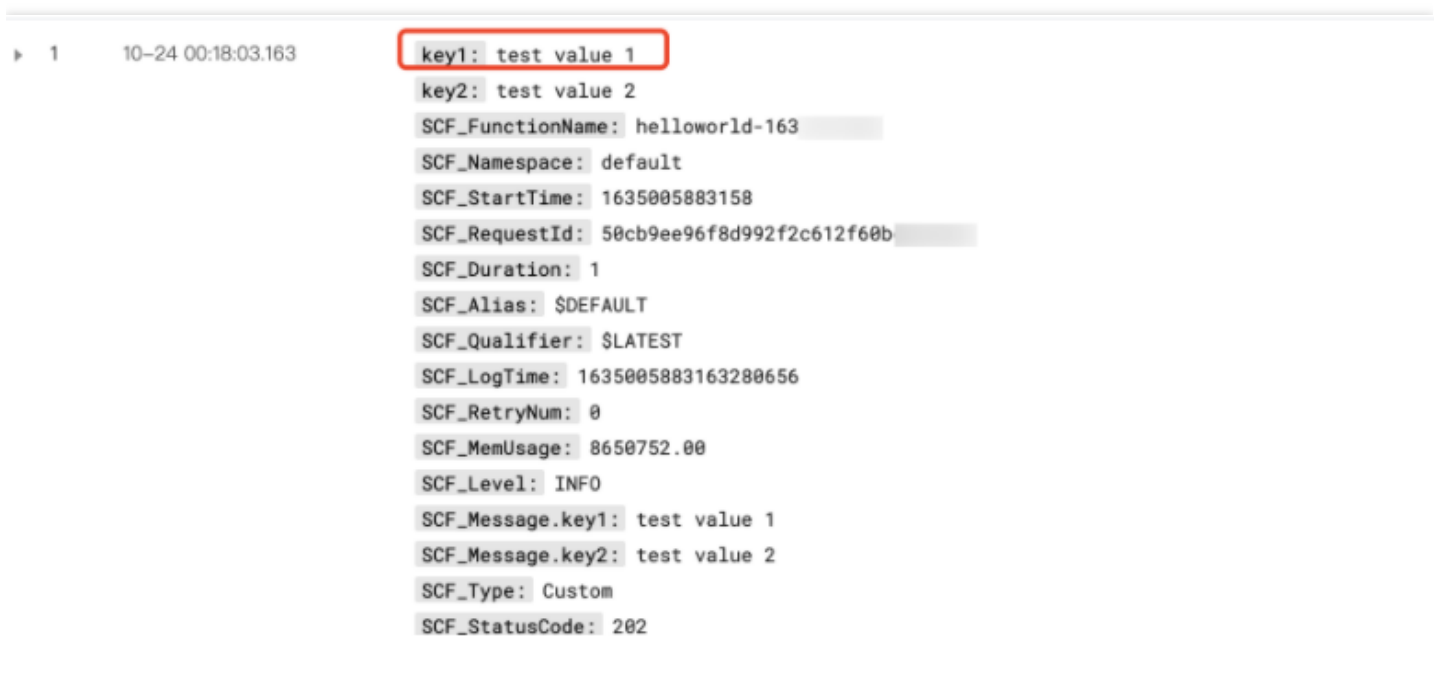 1 10-24 00:18:03.163 key1: test value 1
key2: test value 2
SCF_FunctionName: helloworld-163
SCF_Namespace: default
SCF_StartTime: 1635005883158
SCF_RequestId: 50cb9ee96f8d992f2c612f60b
SCF_Duration: 1
SCF_Alias: $DEFAULT
SCF_Qualifier: $LATEST
SCF_LogTime: 1635005883163280656
SCF_RetryNum: 0
SCF_MemUsage: 8650752.00
SCF_Level: INFO
SCF_Message.key1: test value 1
SCF_Message.key2: test value 2
SCF_Type: Custom
SCF_StatusCode: 202